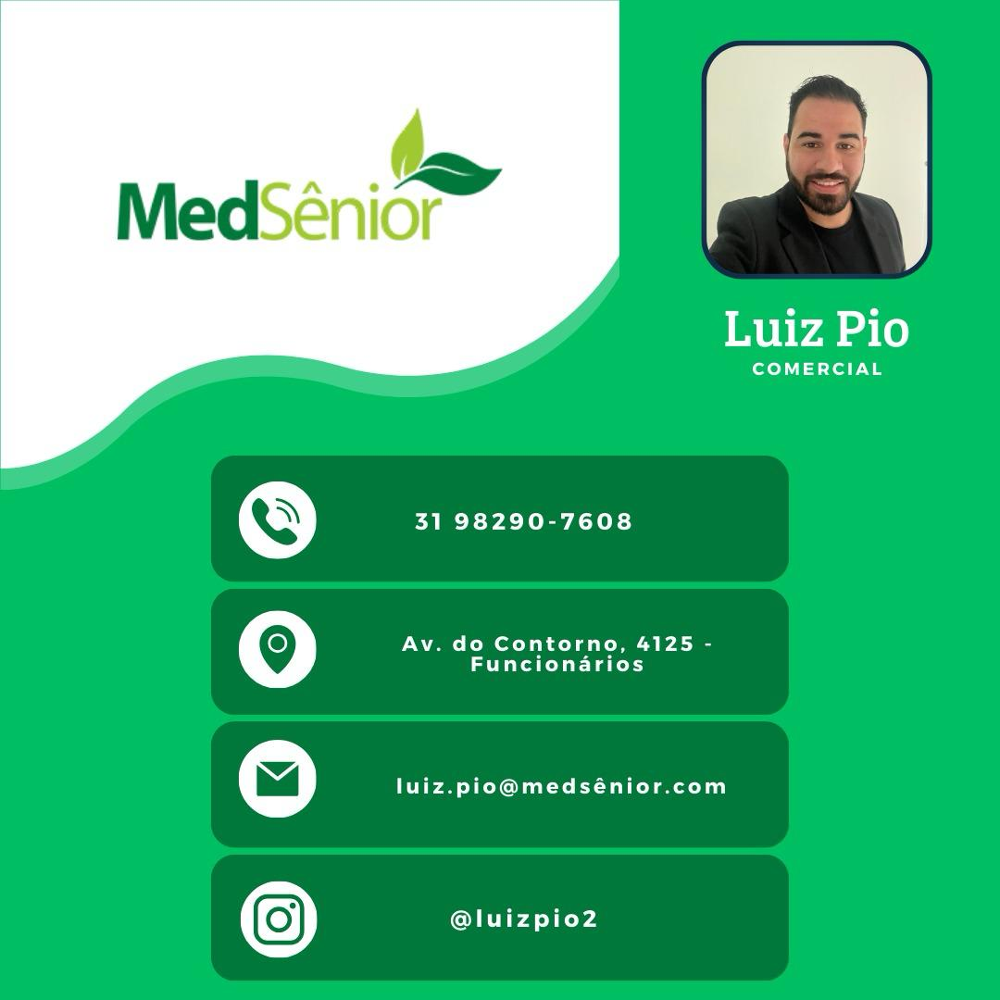 MedSênior
Luiz Pio
COMERCIAL
31 98290-7608
Av. do Contorno, 4125 -
Funcionários
luiz.pio@medsênior.com
@luizpio2